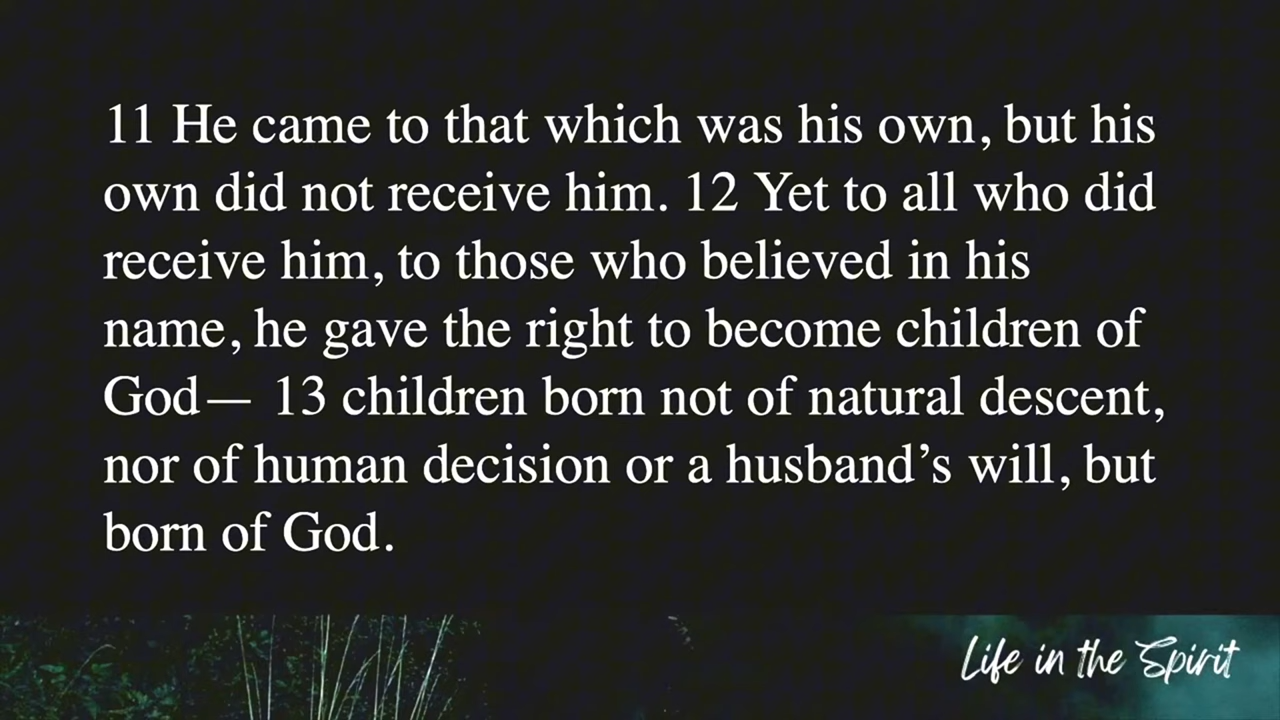 11 He came to that which was his own, but his
own did not receive him. 12 Yet to all who did
receive him, to those who believed in his
name, he gave the right to become children of
God— 13 children born not of natural descent,
nor of human decision or a husband’s will, but
born of God.
Life in the Spirit